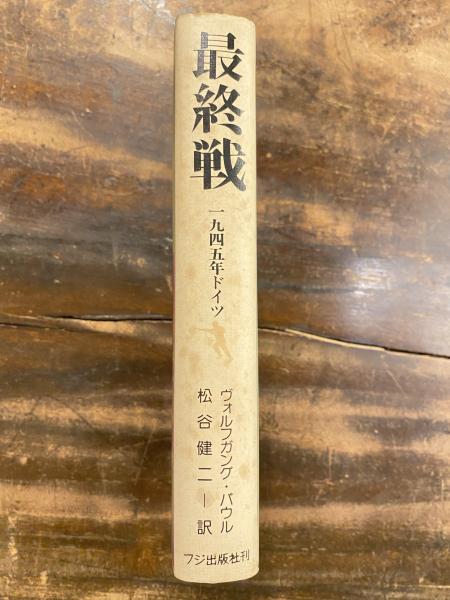 最終戦
一九四五年ドイツ
ヴォルフガング・パウル
松谷健二―訳
フジ出版社刊